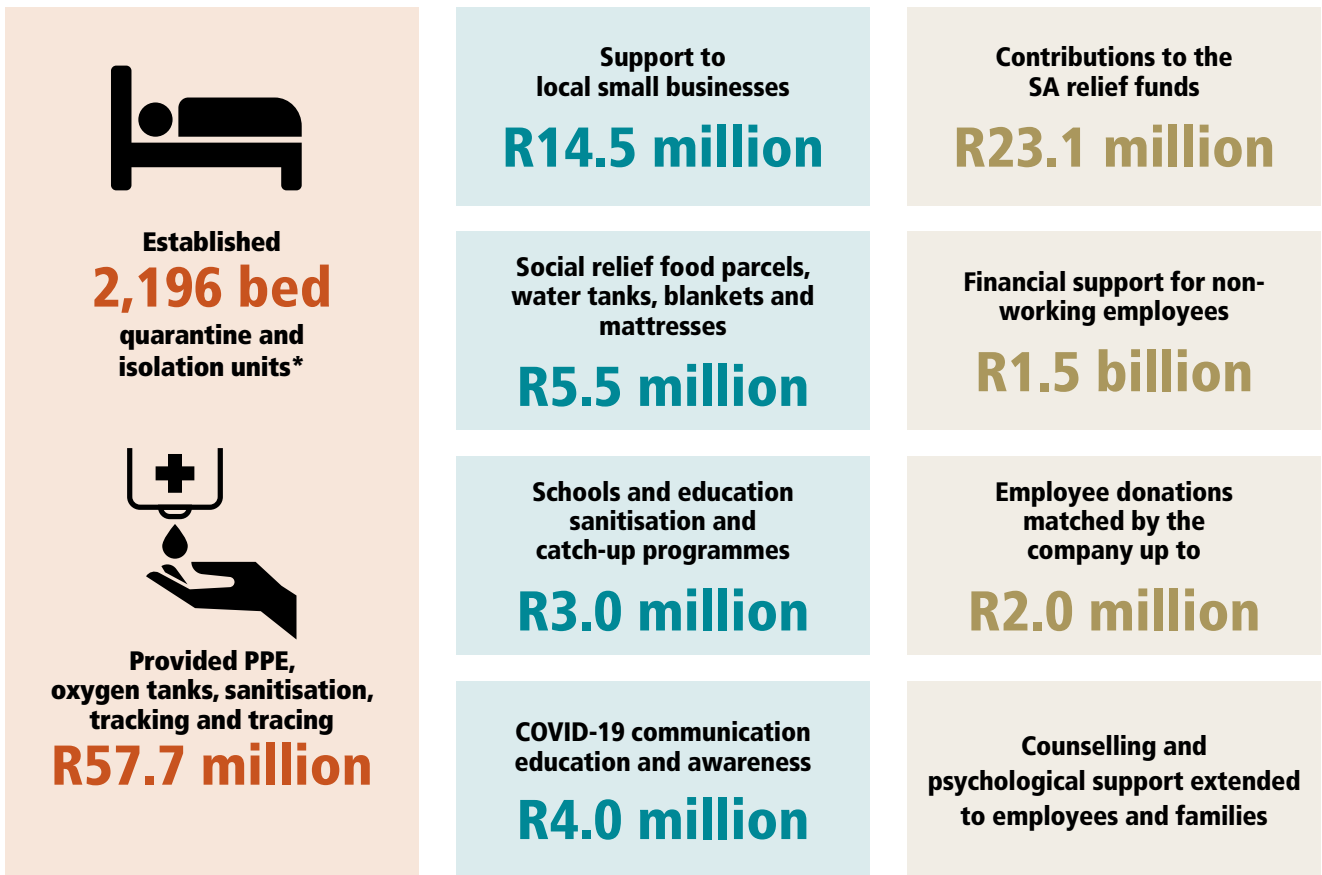 Established
2,196 bed
quarantine and
isolation units*
Provided PPE,
oxygen tanks, sanitisation,
tracking and tracing
R57.7 million
Support to
local small businesses
R14.5 million
Social relief food parcels,
water tanks, blankets and
mattresses
R5.5 million
Schools and education
sanitisation and
catch-up programmes
R3.0 million
COVID-19 communication
education and awareness
R4.0 million
Contributions to the
SA relief funds
R23.1 million
Financial support for non-
working employees
R1.5 billion
Employee donations
matched by the
company up to
R2.0 million
Counselling and
psychological support extended
to employees and families